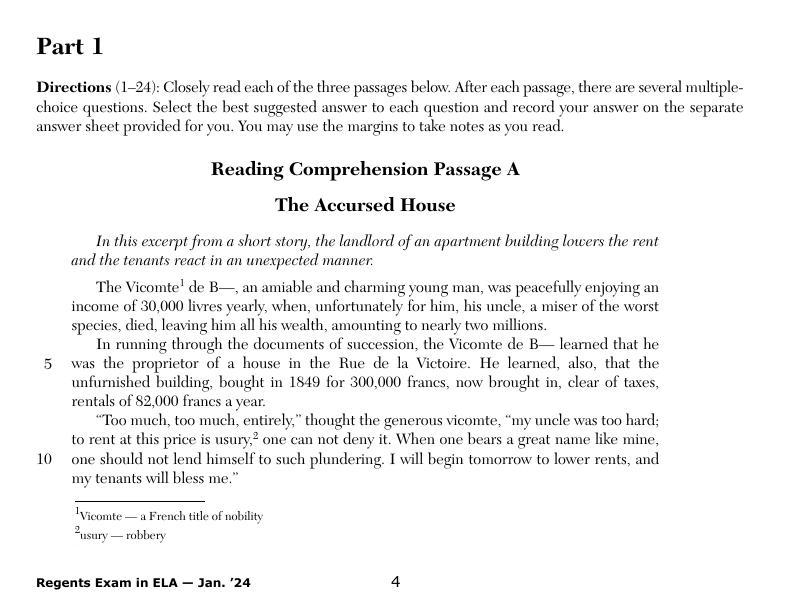 Part 1
Directions (1–24): Closely read each of the three passages below. After each passage, there are several multiple-
choice questions. Select the best suggested answer to each question and record your answer on the separate
answer sheet provided for you. You may use the margins to take notes as you read.
Reading Comprehension Passage A
The Accursed House
In this excerpt from a short story, the landlord of an apartment building lowers the rent
and the tenants react in an unexpected manner.
The Vicomte1 de B—, an amiable and charming young man, was peacefully enjoying an
income of 30,000 livres yearly, when, unfortunately for him, his uncle, a miser of the worst
species, died, leaving him all his wealth, amounting to nearly two millions.
In running through the documents of succession, the Vicomte de B— learned that he
5 was the proprietor of a house in the Rue de la Victoire. He learned, also, that the
unfurnished building, bought in 1849 for 300,000 francs, now brought in, clear of taxes,
rentals of 82,000 francs a year.
“Too much, too much, entirely,” thought the generous vicomte, “my uncle was too hard;
to rent at this price is usury,2 one can not deny it. When one bears a great name like mine,
10 one should not lend himself to such plundering. I will begin tomorrow to lower rents, and
my tenants will bless me.”
1Vicomte — a French title of nobility
2usury — robbery
Regents Exam in ELA — Jan. ’24 4